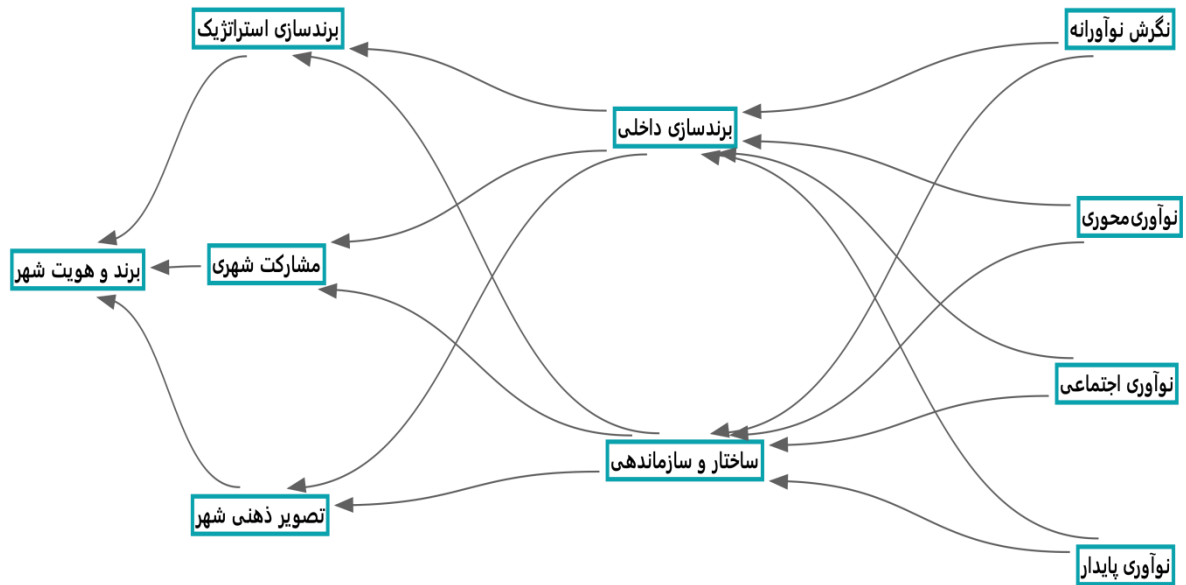 نگرش نوآورانه
نوآوری‌محوری
نوآوری اجتماعی
نوآوری پایدار
برندسازی داخلی
ساختار و سازماندهی
برندسازی استراتژیک
مشارکت شهری
تصویر ذهنی شهر
برند و هویت شهر